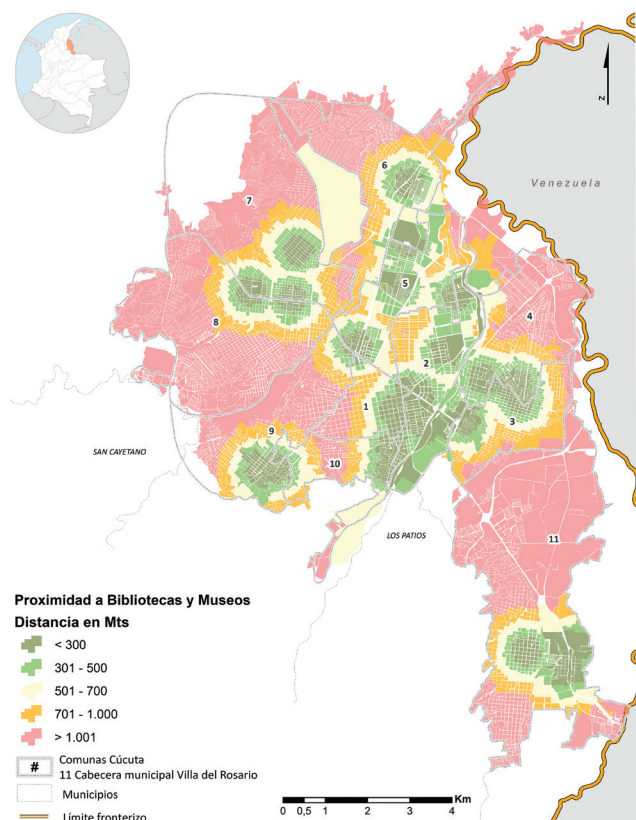 N
Venezuela
6
7
5
4
8
2
1
3
9
10
SAN CAYETANO
LOS PATIOS
11
Proximidad a Bibliotecas y Museos
Distancia en Mts
< 300
301 - 500
501 - 700
701 - 1.000
> 1.001
# Comunas Cúcuta
11 Cabecera municipal Villa del Rosario
Municipios
Límite fronterizo
Km
0 0,5 1 2 3 4